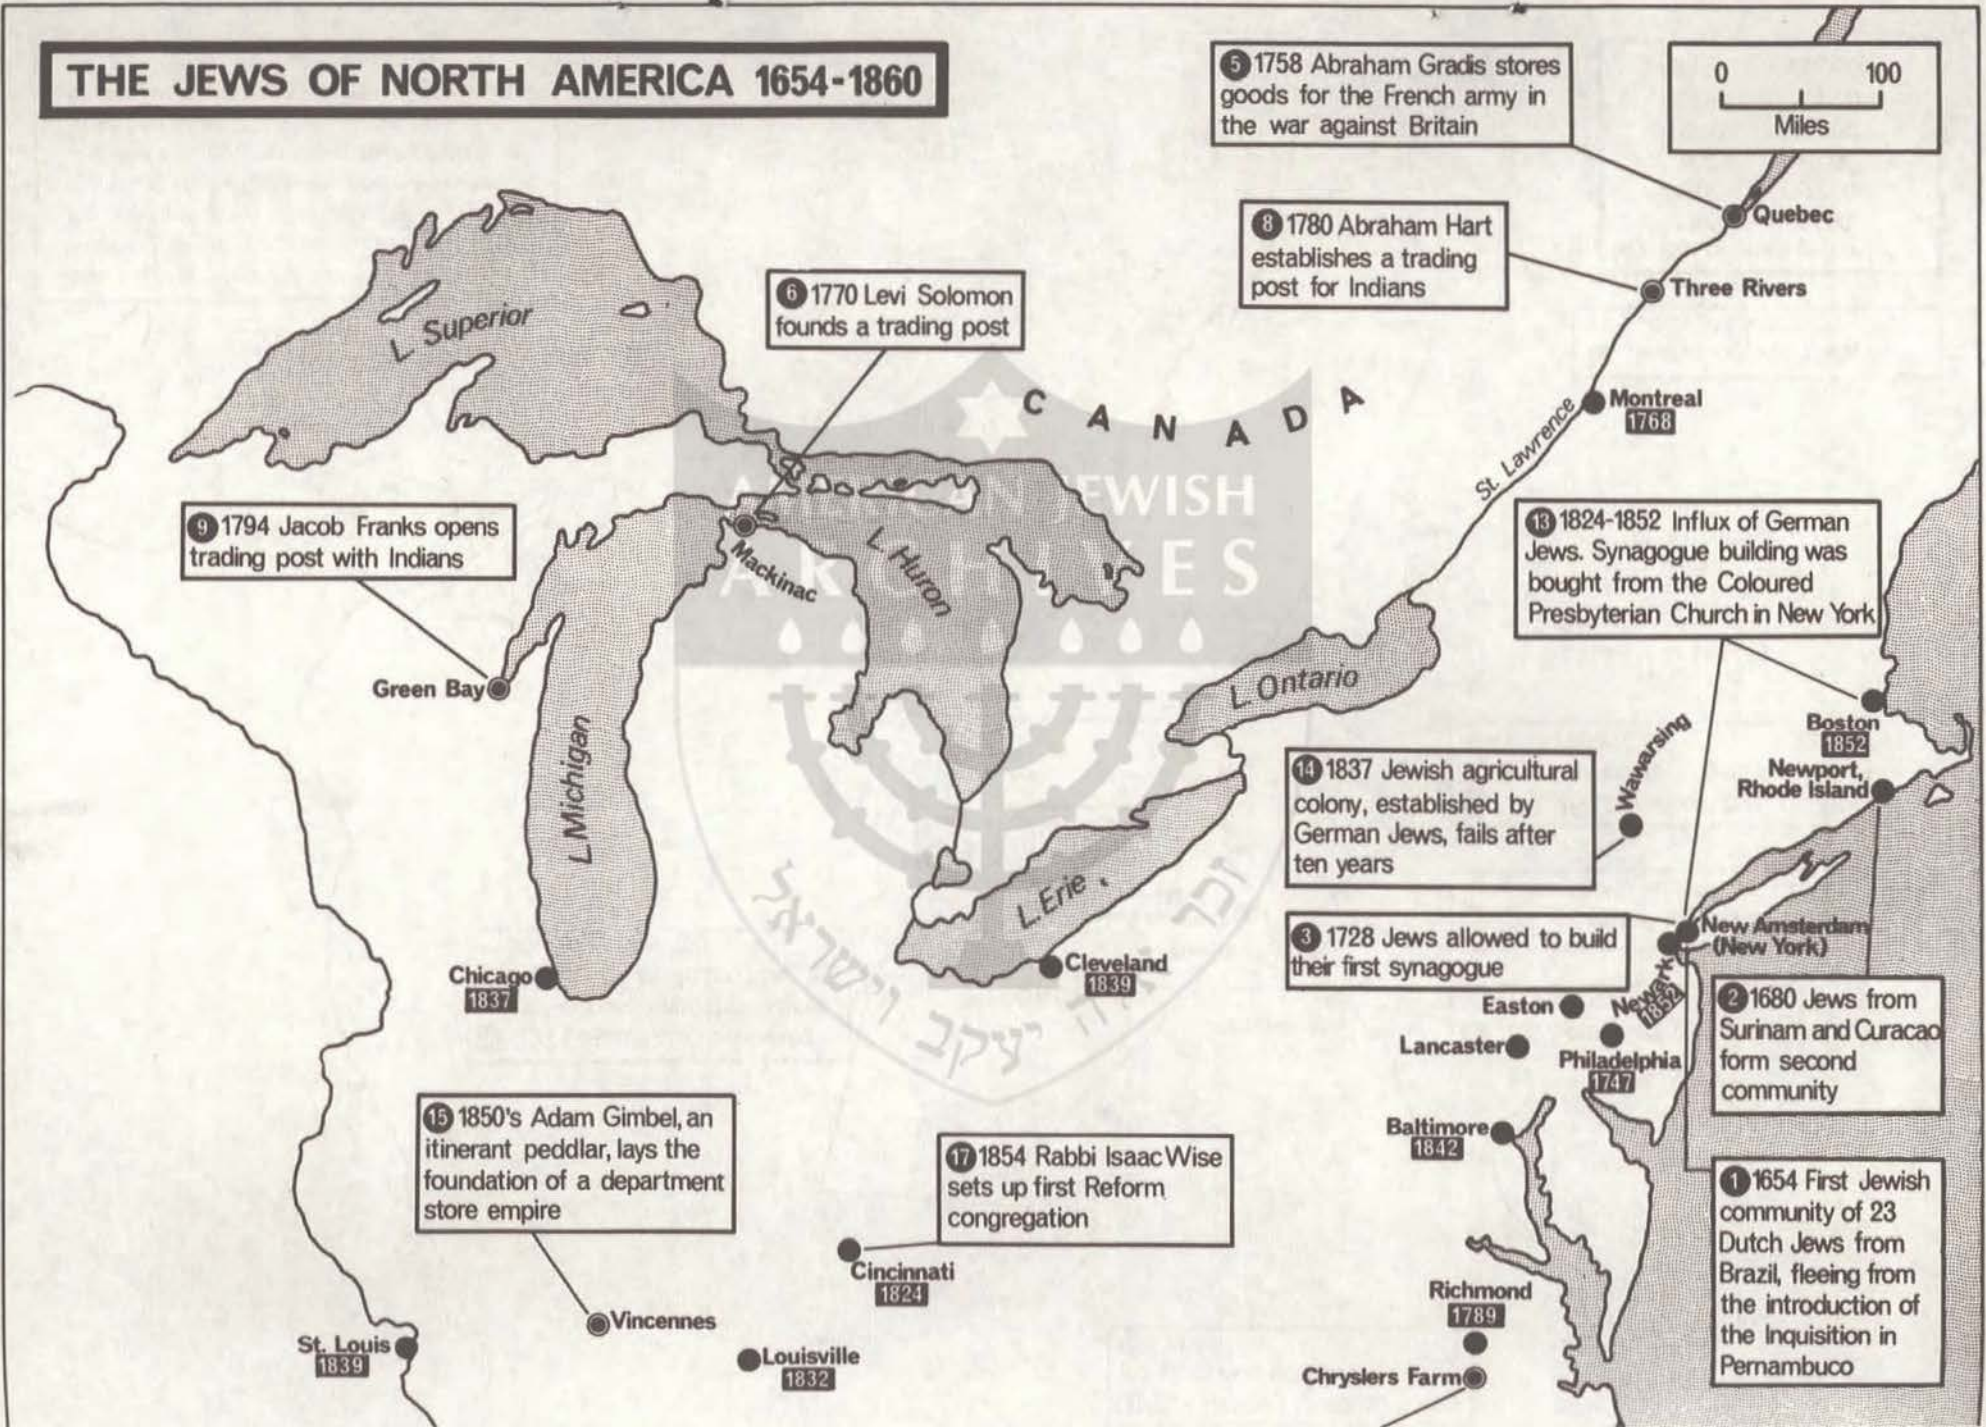 THE JEWS OF NORTH AMERICA 1654-1860
5 1758 Abraham Gradis stores
goods for the French army in
the war against Britain
0 100
Miles
Quebec
8 1780 Abraham Hart
establishes a trading
post for Indians
Three Rivers
6 1770 Levi Solomon
founds a trading post
L. Superior
CANADA
Montreal
1768
St. Lawrence
AMERICAN JEWISH
ARCHIVES
9 1794 Jacob Franks opens
trading post with Indians
Mackinac
L. Huron
13 1824-1852 Influx of German
Jews. Synagogue building was
bought from the Coloured
Presbyterian Church in New York
Green Bay
L. Ontario
L. Michigan
Boston
1852
Wawarsing
Newport,
Rhode Island
14 1837 Jewish agricultural
colony, established by
German Jews, fails after
ten years
L. Erie
3 1728 Jews allowed to build
their first synagogue
New Amsterdam
(New York)
Chicago
1837
Cleveland
1839
Newark
1852
Easton
Lancaster
Philadelphia
1747
2 1680 Jews from
Surinam and Curacao
form second
community
זכר אלה יעקב וישראל
15 1850's Adam Gimbel, an
itinerant peddlar, lays the
foundation of a department
store empire
17 1854 Rabbi Isaac Wise
sets up first Reform
congregation
Baltimore
1842
1 1654 First Jewish
community of 23
Dutch Jews from
Brazil, fleeing from
the introduction of
the Inquisition in
Pernambuco
Cincinnati
1824
Richmond
1789
Vincennes
St. Louis
1839
Louisville
1832
Chryslers Farm